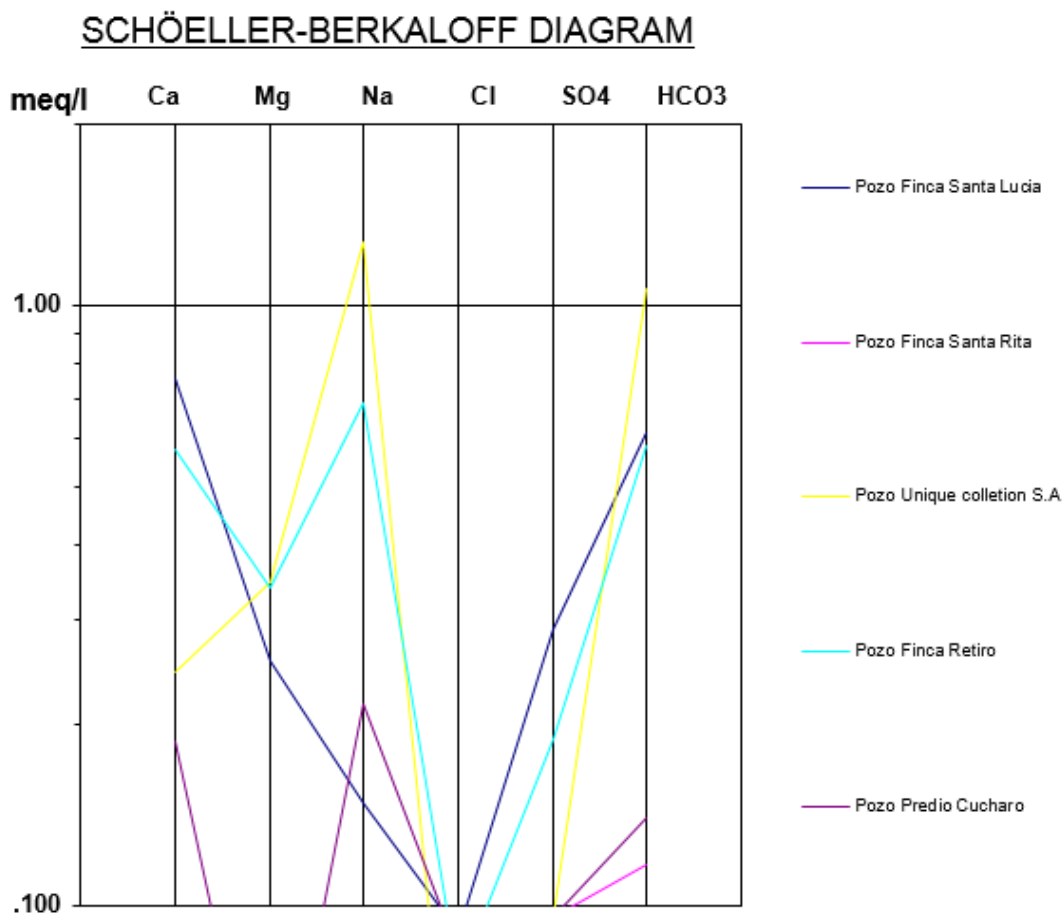 SCHÖELLER-BERKALOFF DIAGRAM
meq/l Ca Mg Na Cl SO4 HCO3
1.00
.100
Pozo Finca Santa Lucia
Pozo Finca Santa Rita
Pozo Unique colletion S.A
Pozo Finca Retiro
Pozo Predio Cucharo